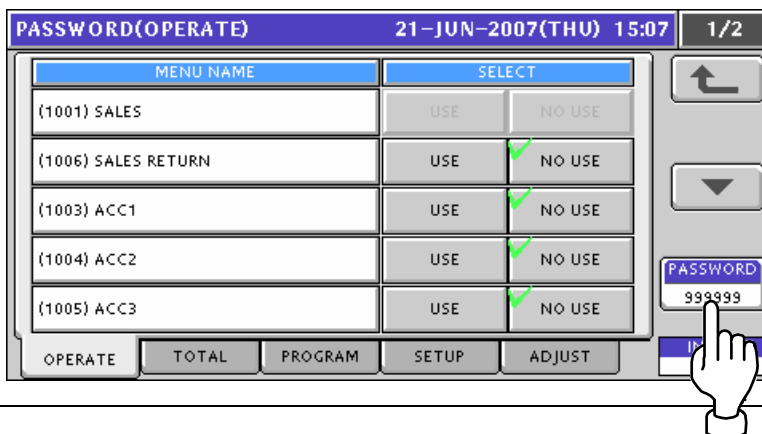 PASSWORD(OPERATE) 21-JUN-2007(THU) 15:07 1/2
MENU NAME SELECT
(1001) SALES USE NO USE
(1006) SALES RETURN USE NO USE
(1003) ACC1 USE NO USE
(1004) ACC2 USE NO USE
PASSWORD
999999
(1005) ACC3 USE NO USE
OPERATE TOTAL PROGRAM SETUP ADJUST